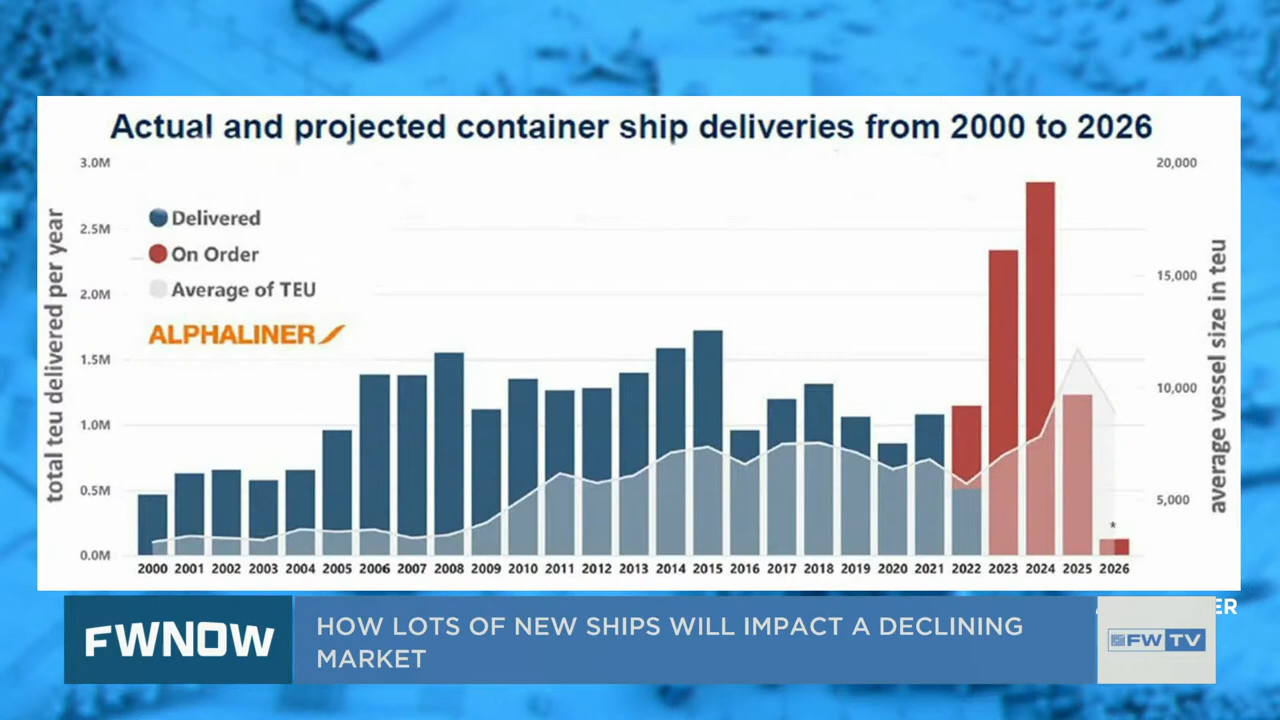 Actual and projected container ship deliveries from 2000 to 2026
3.0M
2.5M
2.0M
1.5M
1.0M
0.5M
0.0M
total teu delivered per year
Delivered
On Order
Average of TEU
ALPHALINER
20,000
15,000
10,000
5,000
average vessel size in teu
*
2000 2001 2002 2003 2004 2005 2006 2007 2008 2009 2010 2011 2012 2013 2014 2015 2016 2017 2018 2019 2020 2021 2022 2023 2024 2025 2026
FWNOW
HOW LOTS OF NEW SHIPS WILL IMPACT A DECLINING
MARKET
FWTV